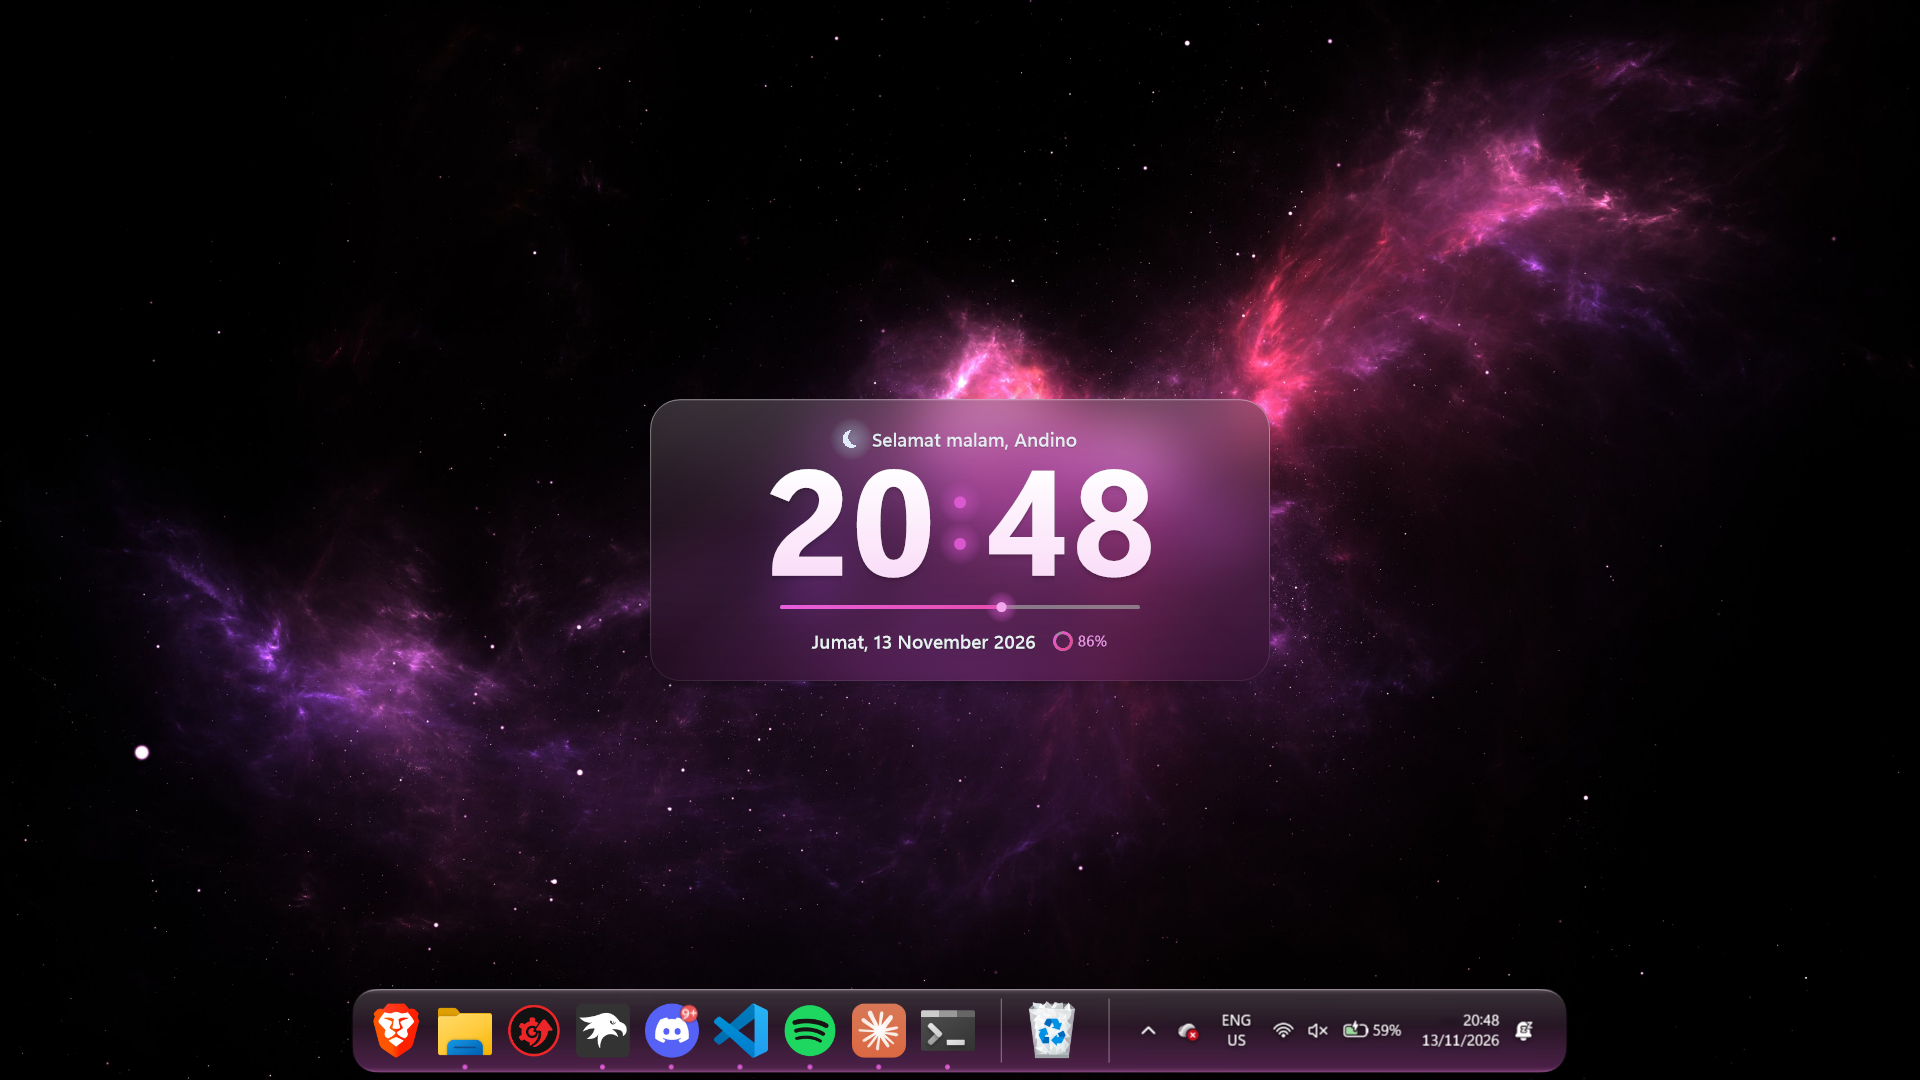 Selamat malam, Andino
20:48
Jumat, 13 November 2026 86%
9+
ENG
US
59%
20:48
13/11/2026